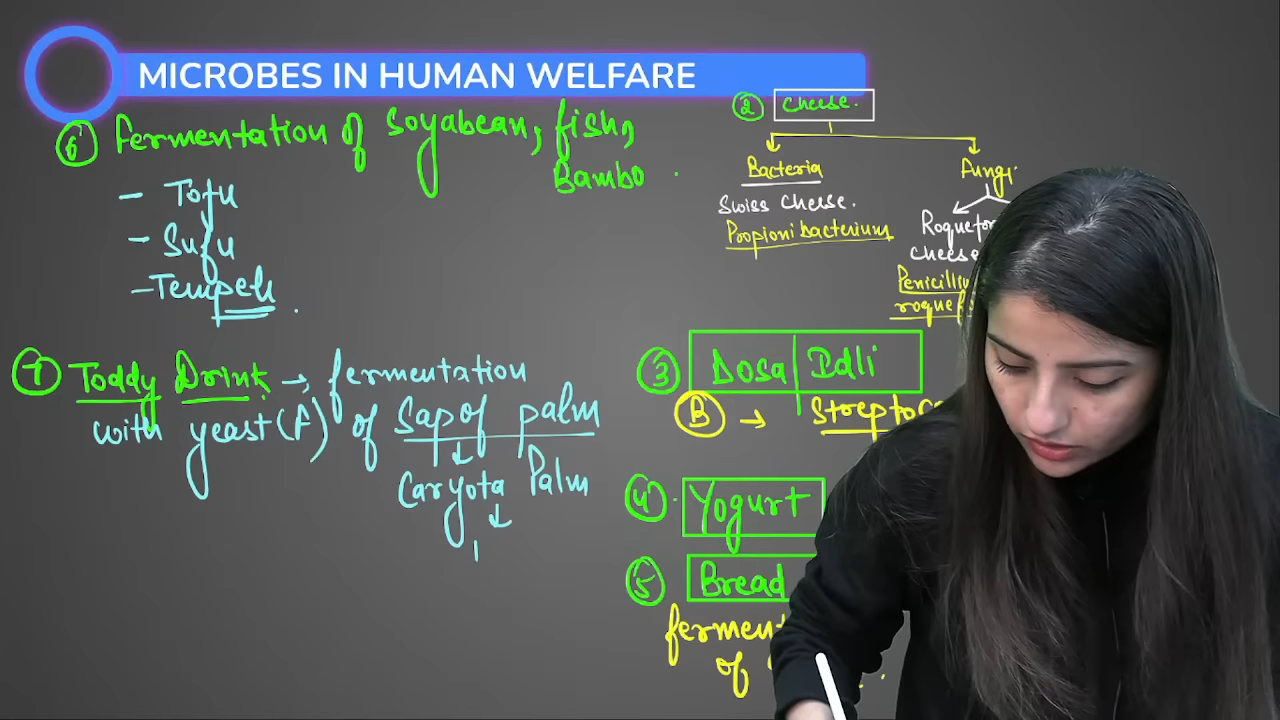 MICROBES IN HUMAN WELFARE
6 fermentation of Soyabean, fish,
Bambo
- Tofu
- Sufu
- Tempeh
7 Toddy Drink → fermentation
with yeast (F) of Sap of palm
Caryota Palm
2 Cheese.
Bacteria
Swiss Cheese.
Propionibacterium
Fungi
Cheese
3 Dosa | Idli
B →
4 Yogurt
5 Bread
of